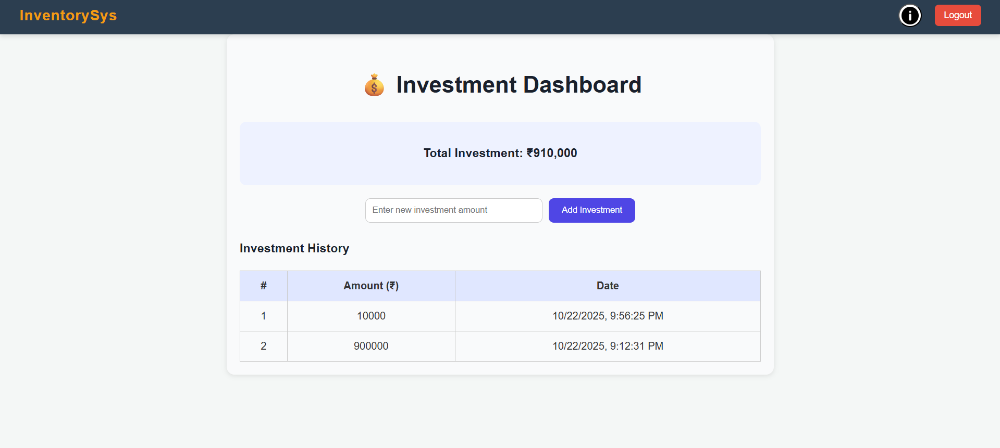 InventorySys
Logout
Investment Dashboard
Total Investment: ₹910,000
Enter new investment amount
Add Investment
Investment History
# Amount (₹) Date
1 10000 10/22/2025, 9:56:25 PM
2 900000 10/22/2025, 9:12:31 PM